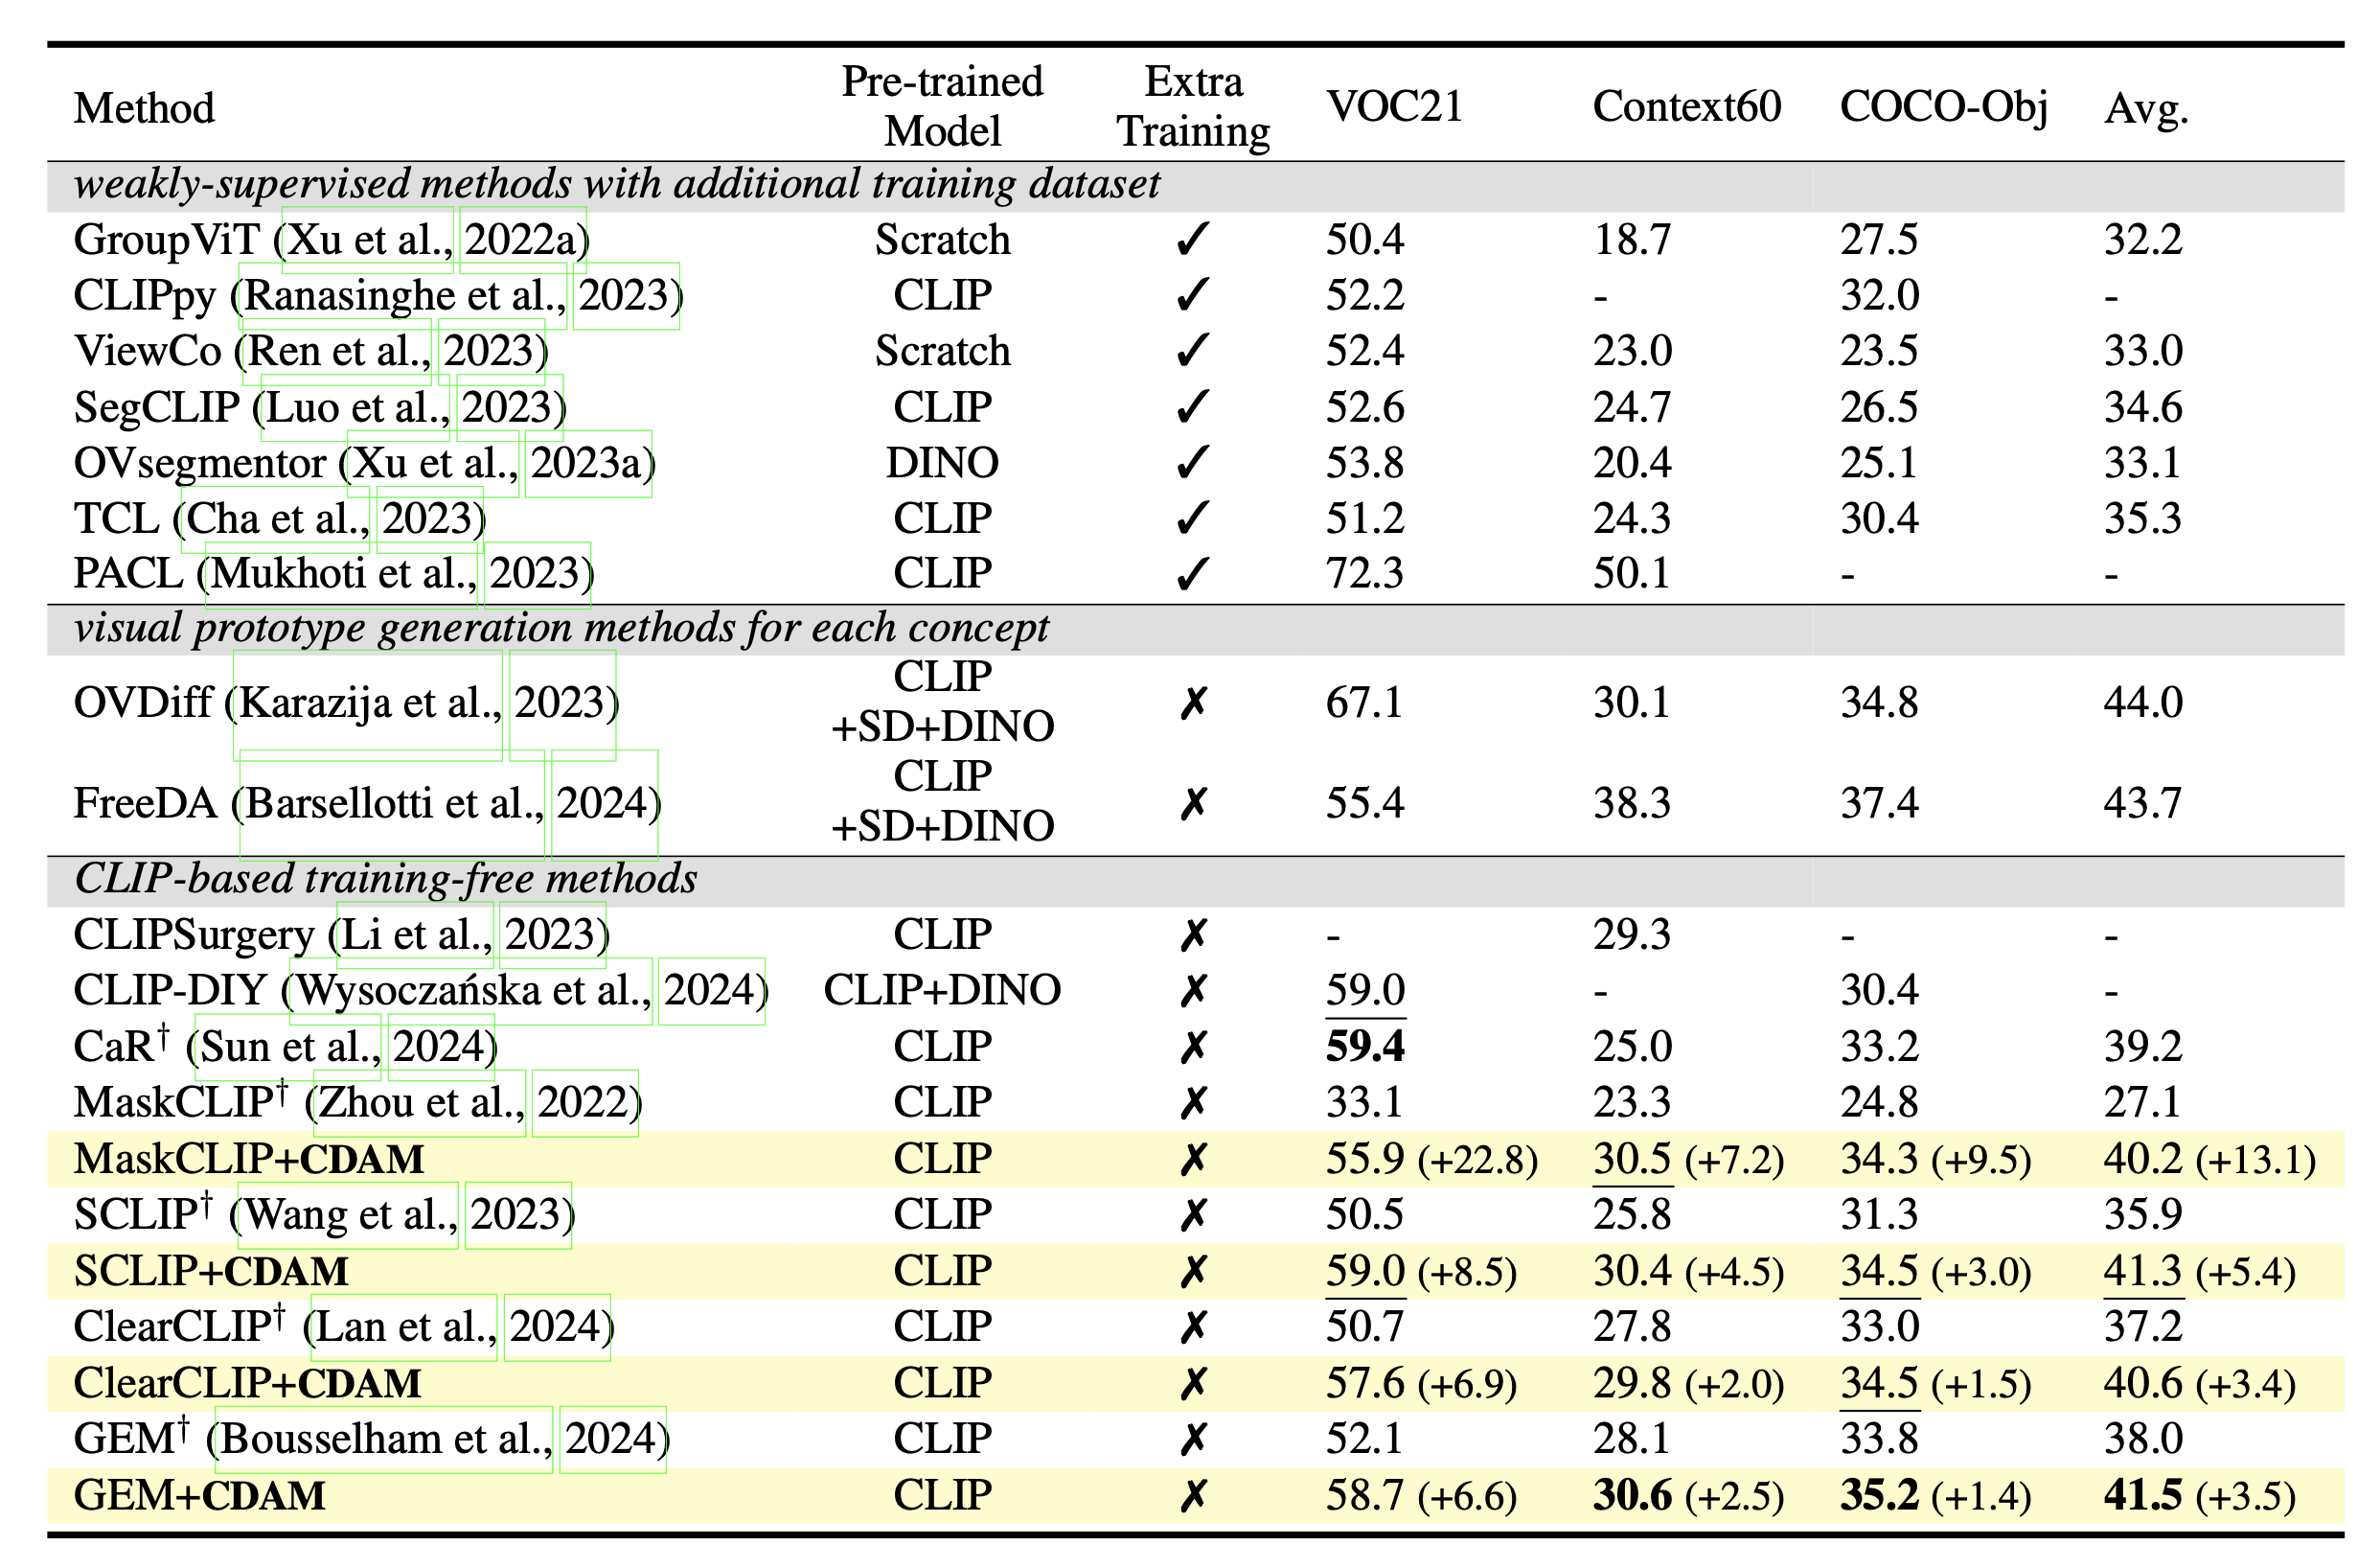 Method Pre-trained Model Extra Training VOC21 Context60 COCO-Obj Avg.
weakly-supervised methods with additional training dataset
GroupViT (Xu et al., 2022a) Scratch ✓ 50.4 18.7 27.5 32.2
CLIPpy (Ranasinghe et al., 2023) CLIP ✓ 52.2 - 32.0 -
ViewCo (Ren et al., 2023) Scratch ✓ 52.4 23.0 23.5 33.0
SegCLIP (Luo et al., 2023) CLIP ✓ 52.6 24.7 26.5 34.6
OVsegmentor (Xu et al., 2023a) DINO ✓ 53.8 20.4 25.1 33.1
TCL (Cha et al., 2023) CLIP ✓ 51.2 24.3 30.4 35.3
PACL (Mukhoti et al., 2023) CLIP ✓ 72.3 50.1 - -
visual prototype generation methods for each concept
OVDiff (Karazija et al., 2023) CLIP +SD+DINO ✗ 67.1 30.1 34.8 44.0
FreeDA (Barsellotti et al., 2024) CLIP +SD+DINO ✗ 55.4 38.3 37.4 43.7
CLIP-based training-free methods
CLIPSurgery (Li et al., 2023) CLIP ✗ - 29.3 - -
CLIP-DIY (Wysoczańska et al., 2024) CLIP+DINO ✗ 59.0 - 30.4 -
CaR† (Sun et al., 2024) CLIP ✗ 59.4 25.0 33.2 39.2
MaskCLIP† (Zhou et al., 2022) CLIP ✗ 33.1 23.3 24.8 27.1
MaskCLIP+CDAM CLIP ✗ 55.9 (+22.8) 30.5 (+7.2) 34.3 (+9.5) 40.2 (+13.1)
SCLIP† (Wang et al., 2023) CLIP ✗ 50.5 25.8 31.3 35.9
SCLIP+CDAM CLIP ✗ 59.0 (+8.5) 30.4 (+4.5) 34.5 (+3.0) 41.3 (+5.4)
ClearCLIP† (Lan et al., 2024) CLIP ✗ 50.7 27.8 33.0 37.2
ClearCLIP+CDAM CLIP ✗ 57.6 (+6.9) 29.8 (+2.0) 34.5 (+1.5) 40.6 (+3.4)
GEM† (Bousselham et al., 2024) CLIP ✗ 52.1 28.1 33.8 38.0
GEM+CDAM CLIP ✗ 58.7 (+6.6) 30.6 (+2.5) 35.2 (+1.4) 41.5 (+3.5)